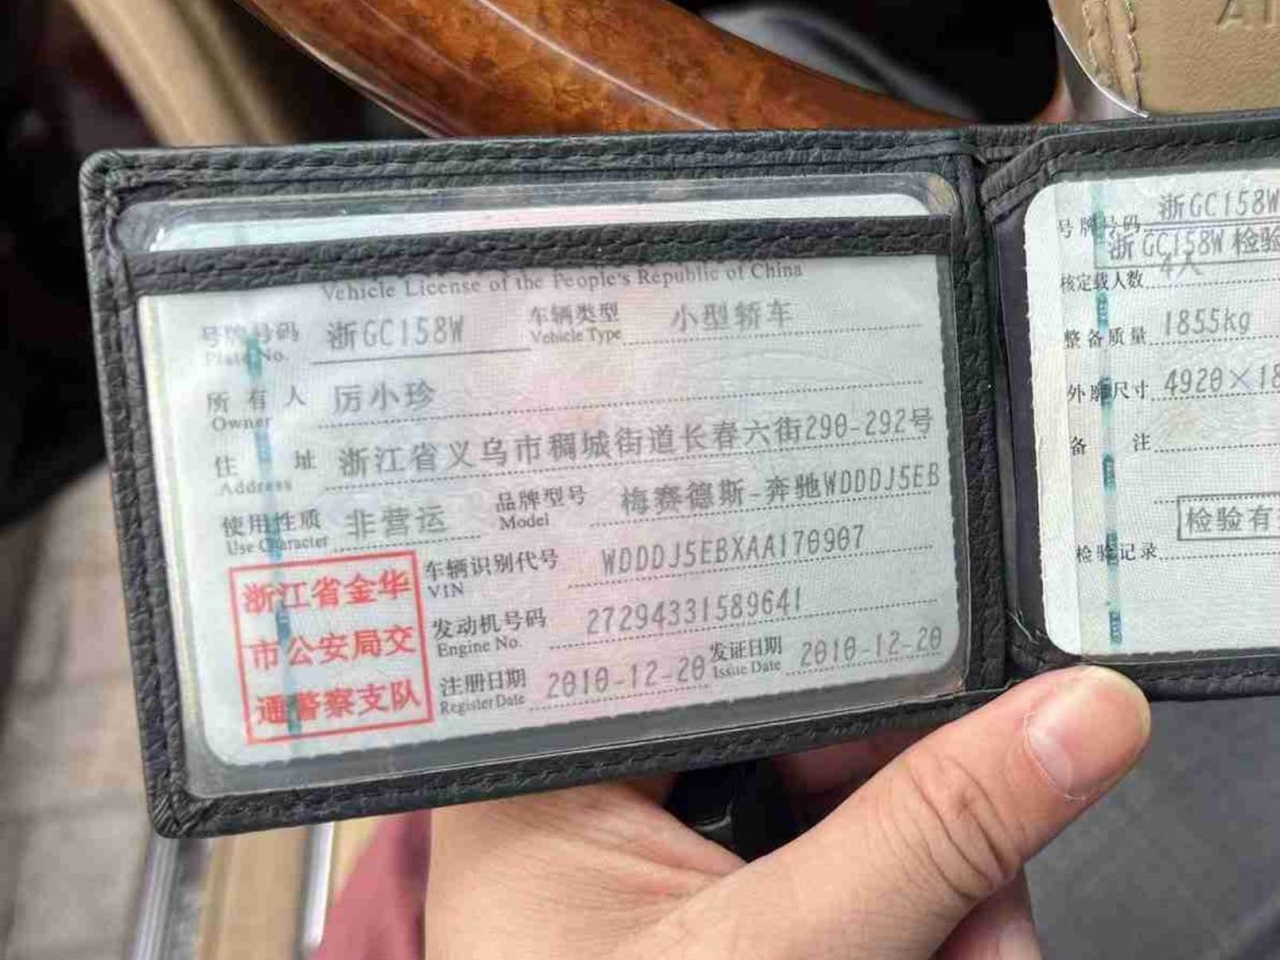 Vehicle License of the People's Republic of China
号牌号码 浙GC158W 车辆类型 小型轿车
Plate No. Vehicle Type
所有人 厉小珍
Owner
住址 浙江省义乌市稠城街道长春六街290-292号
Address
使用性质 非营运 品牌型号 梅赛德斯-奔驰WDDDJ5EB
Use Character Model
浙江省金华
市公安局交
通警察支队
车辆识别代号 WDDDJ5EBXAA170907
VIN
发动机号码 27294331589641
Engine No.
注册日期 2010-12-20 发证日期 2010-12-20
Register Date Issue Date
号牌号码 浙GC158W
浙GC158W 检验
核定载人数 4人
整备质量 1855kg
外廓尺寸 4920×18
备注
检验有
检验记录